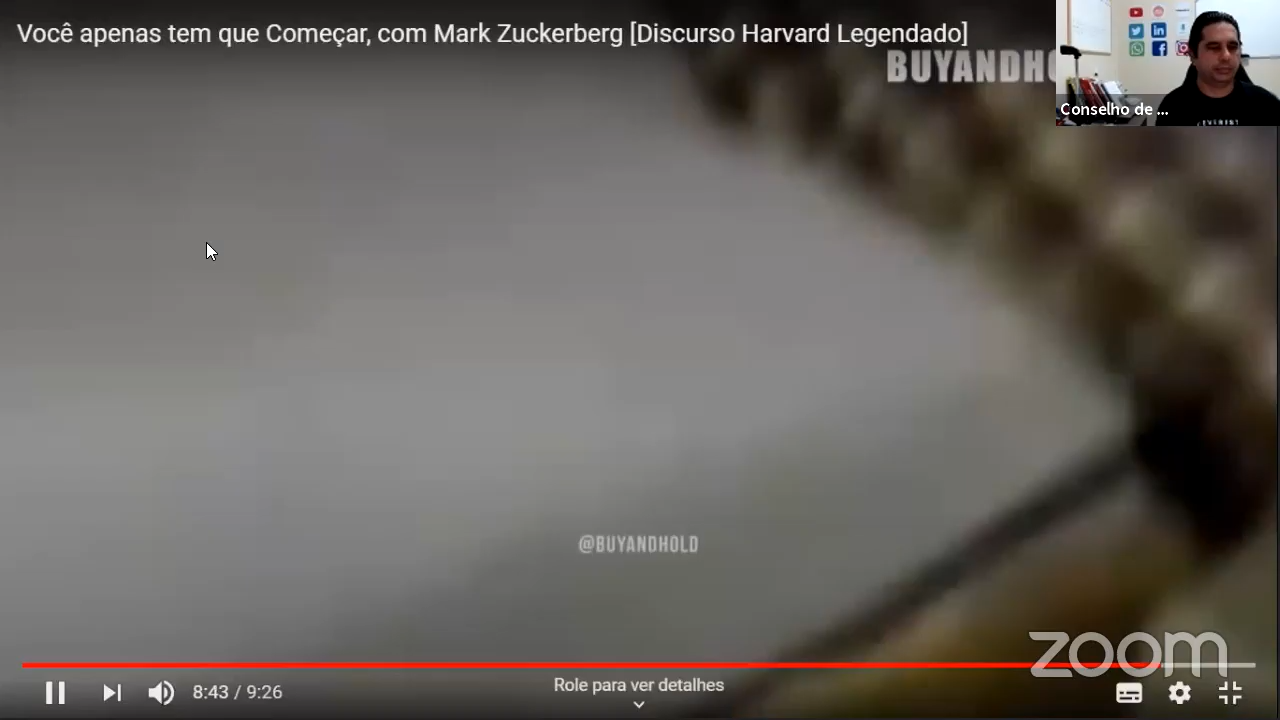 Você apenas tem que Começar, com Mark Zuckerberg [Discurso Harvard Legendado]
BUYANDHO
Conselho de ...
@BUYANDHOLD
zoom
8:43 / 9:26
Role para ver detalhes